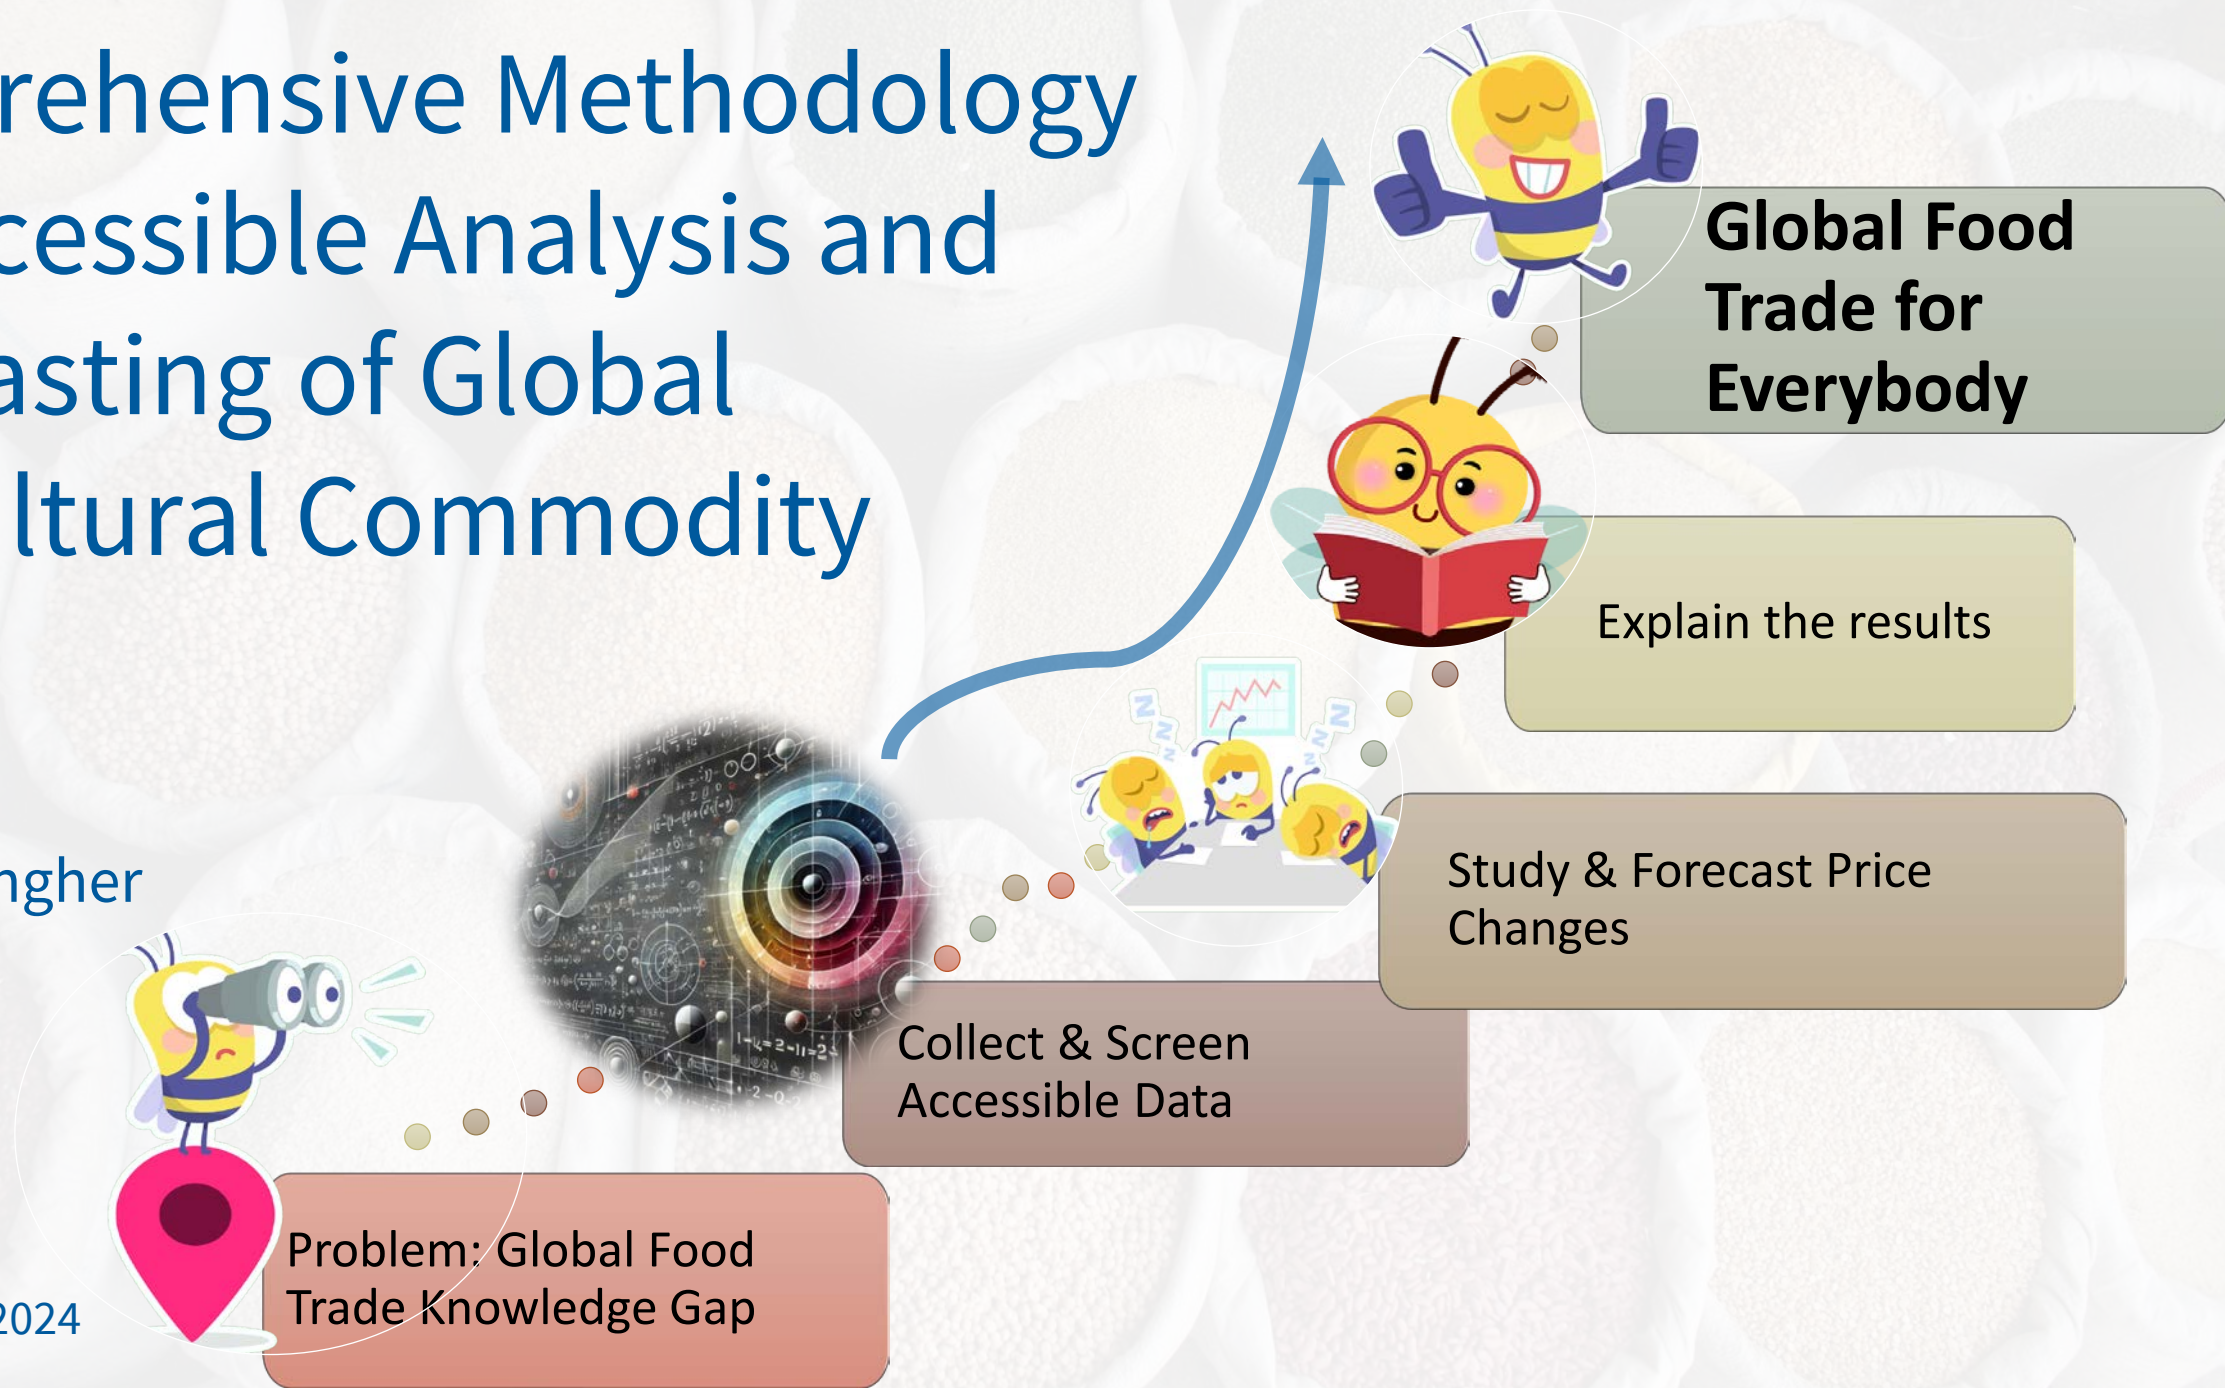 rehensive Methodology
cessible Analysis and
asting of Global
ltural Commodity
Global Food
Trade for
Everybody
Explain the results
Study & Forecast Price
Changes
ngher
Collect & Screen
Accessible Data
Problem: Global Food
Trade Knowledge Gap
2024
N
N
N
N
N
N